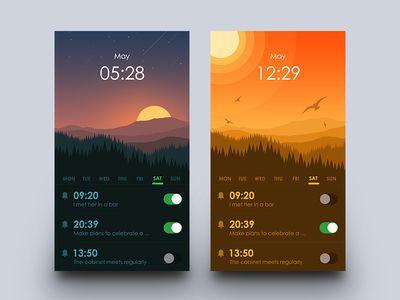 May
05:28
MON TUE WED THU FRI SAT SUN
09:20
I met her in a bar
20:39
Make plans to celebrate a ...
13:50
The cabinet meets regularly
May
12:29
MON TUE WED THU FRI SAT SUN
09:20
I met her in a bar
20:39
Make plans to celebrate a ...
13:50
The cabinet meets regularly